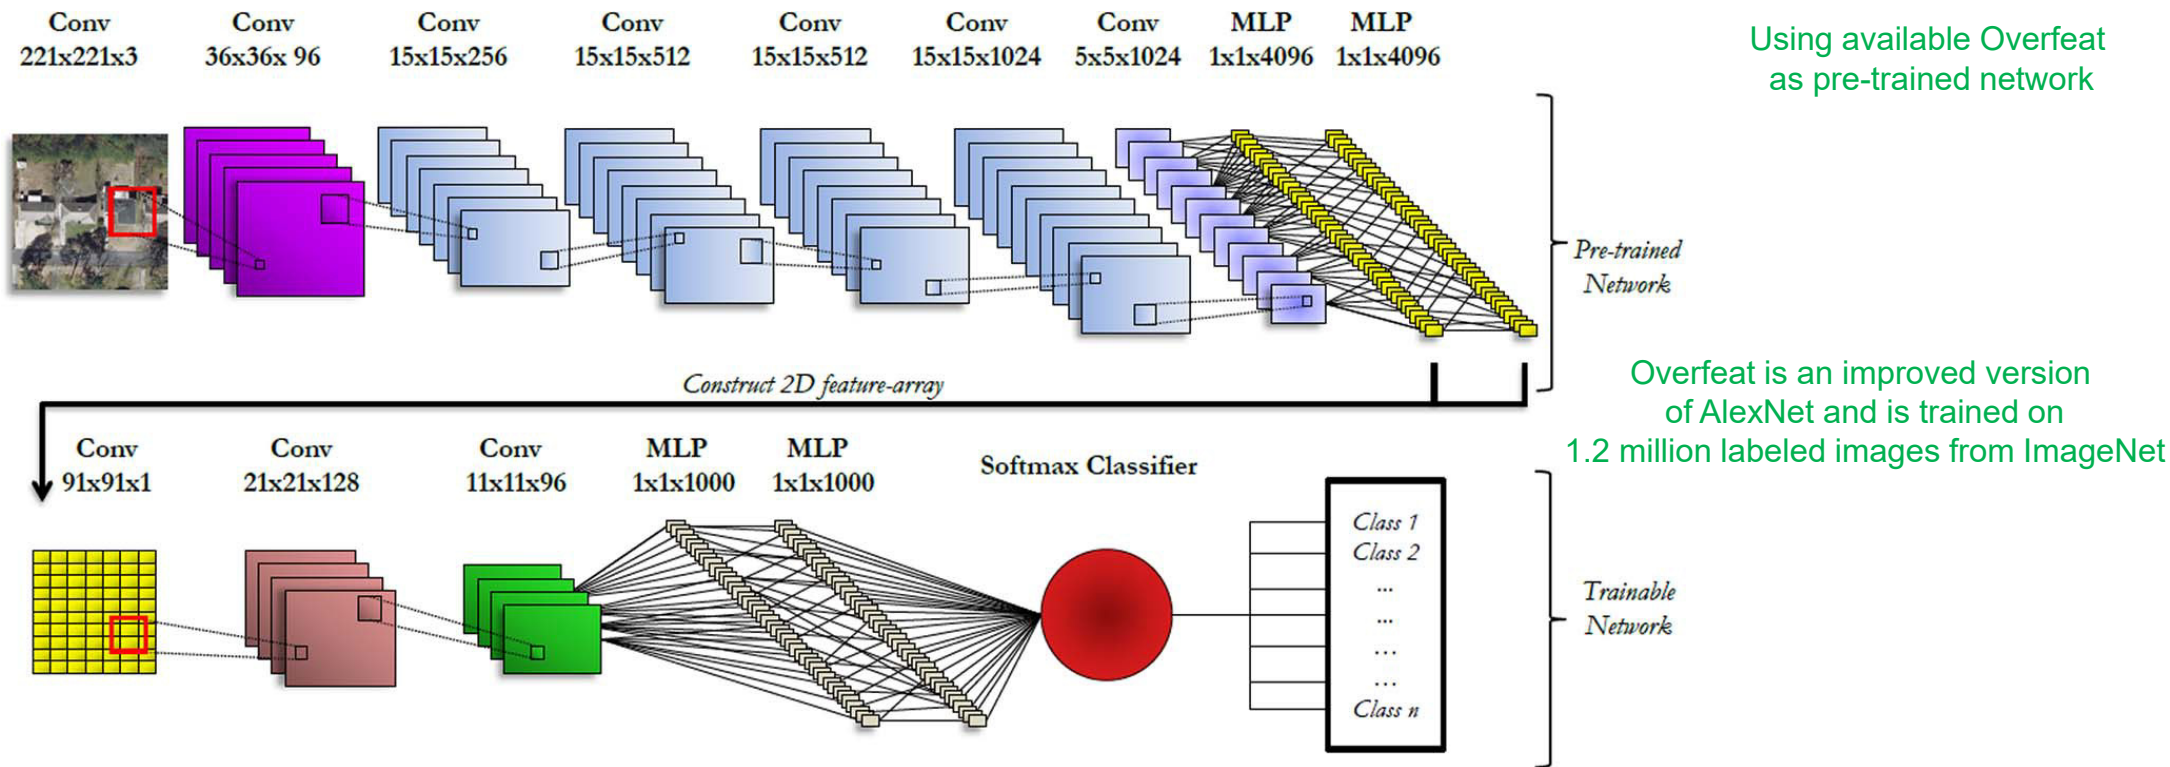 Conv
221x221x3
Conv
36x36x 96
Conv
15x15x256
Conv
15x15x512
Conv
15x15x512
Conv
15x15x1024
Conv
5x5x1024
MLP
1x1x4096
MLP
1x1x4096
Using available Overfeat
as pre-trained network
Pre-trained
Network
Construct 2D feature-array
Overfeat is an improved version
of AlexNet and is trained on
1.2 million labeled images from ImageNet
Conv
91x91x1
Conv
21x21x128
Conv
11x11x96
MLP
1x1x1000
MLP
1x1x1000
Softmax Classifier
Class 1
Class 2
...
...
...
...
Class n
Trainable
Network